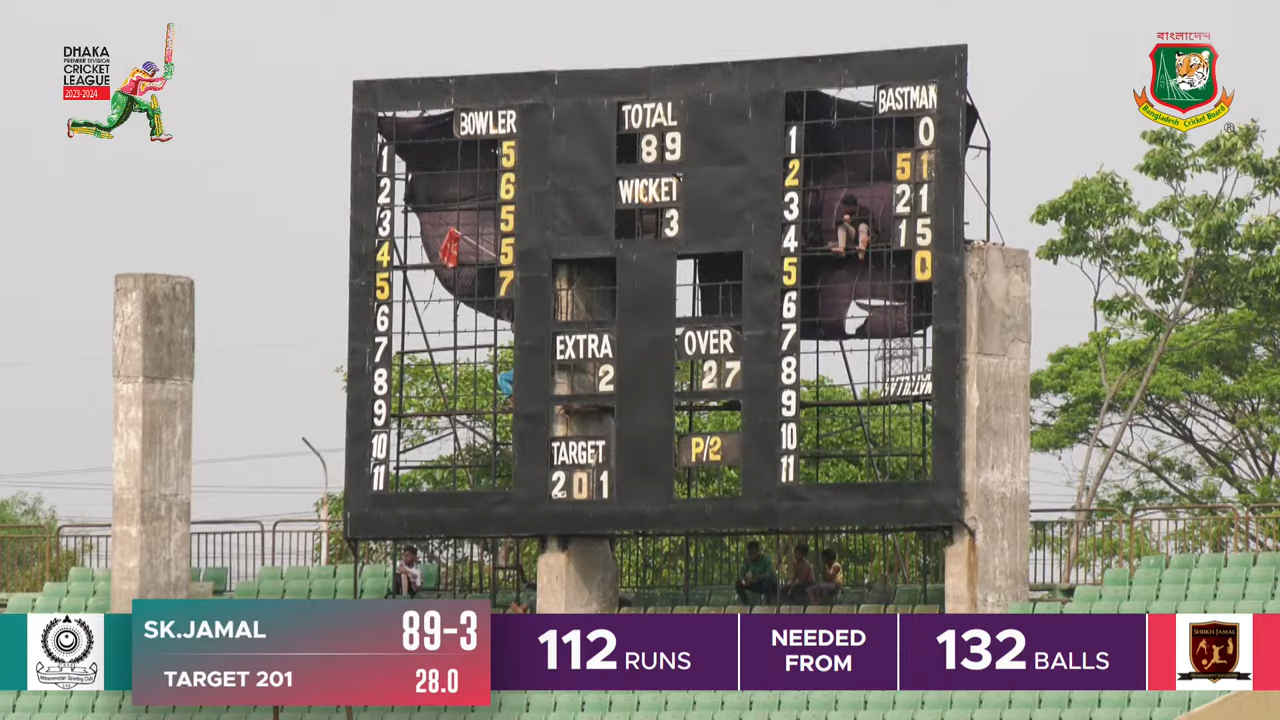 DHAKA
PREMIER DIVISION
CRICKET
LEAGUE
2023-2024
বাংলাদেশ
Bangladesh Cricket Board
®
BOWLER
1 5
2 6
3 5
4 5
5 7
6
7
8
9
10
11
TOTAL
89
WICKET
3
EXTRA
2
OVER
27
TARGET
201
P/2
BASTMAN
1 0
2 51
3 21
4 15
5 0
6
7
8
9
10
11
SK.JAMAL 89-3
TARGET 201 28.0
112 RUNS
NEEDED
FROM
132 BALLS
SHEIKH JAMAL